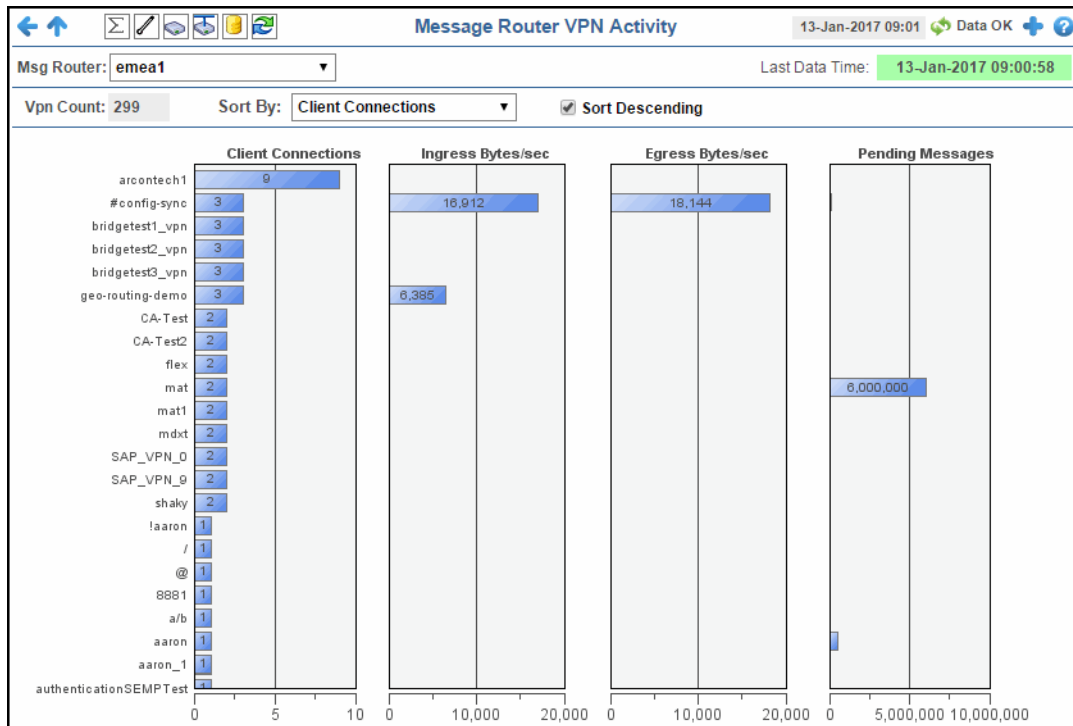 Message Router VPN Activity 13-Jan-2017 09:01 Data OK
Msg Router: emea1 Last Data Time: 13-Jan-2017 09:00:58
Vpn Count: 299 Sort By: Client Connections Sort Descending
Client Connections Ingress Bytes/sec Egress Bytes/sec Pending Messages
arcontech1 9
#config-sync 3 16,912 18,144
bridgetest1_vpn 3
bridgetest2_vpn 3
bridgetest3_vpn 3
geo-routing-demo 3 6,385
CA-Test 2
CA-Test2 2
flex 2
mat 2 6,000,000
mat1 2
mdxt 2
SAP_VPN_0 2
SAP_VPN_9 2
shaky 2
!aaron 1
/ 1
@ 1
8881 1
a/b 1
aaron 1
aaron_1 1
authenticationSEMPTest 1
0 5 10 0 10,000 20,000 0 10,000 20,000 0 5,000,000 10,000,000